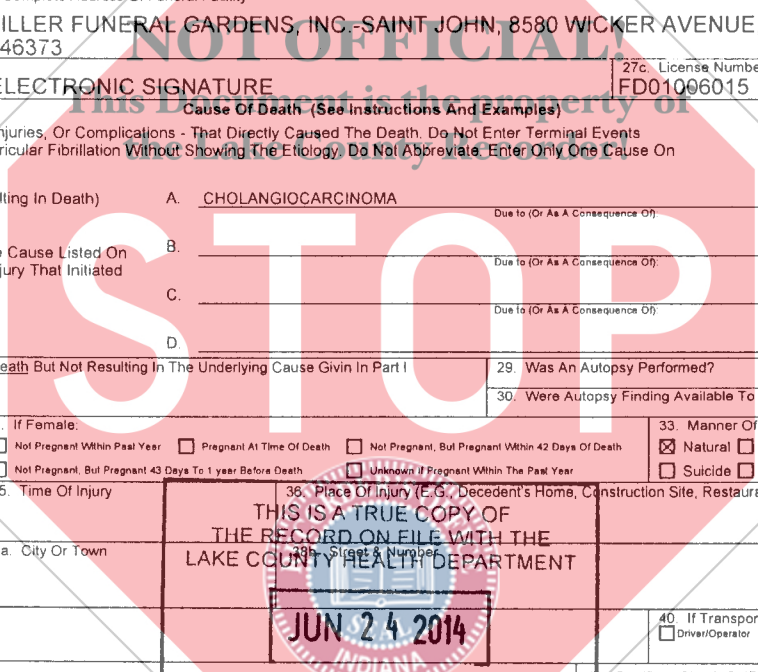 ILLER FUNERAL GARDENS, INC.-SAINT JOHN, 8580 WICKER AVENUE
46373
NOT OFFICIAL!
27c. License Numbe
ELECTRONIC SIGNATURE
FD01006015
This Document is the property of
Cause Of Death (See Instructions And Examples)
njuries, Or Complications - That Directly Caused The Death. Do Not Enter Terminal Events
the Lake County Recorder!
ricular Fibrillation Without Showing The Etiology. Do Not Abbreviate. Enter Only One Cause On
lting In Death)
A. CHOLANGIOCARCINOMA
Due to (Or As A Consequence Of):
STOP
e Cause Listed On
B.
jury That Initiated
Due to (Or As A Consequence Of):
C.
Due to (Or As A Consequence Of):
D.
eath But Not Resulting In The Underlying Cause Givin In Part I
29. Was An Autopsy Performed?
30. Were Autopsy Finding Available To
. If Female:
33. Manner Of
Not Pregnant Within Past Year Pregnant At Time Of Death Not Pregnant, But Pregnant Within 42 Days Of Death
Natural
Not Pregnant, But Pregnant 43 Days To 1 year Before Death Unknown If Pregnant Within The Past Year
Suicide
5. Time Of Injury
36. Place Of Injury (E.G., Decedent's Home, Construction Site, Restaura
THIS IS A TRUE COPY OF
THE RECORD ON FILE WITH THE
a. City Or Town
38b. Street & Number
LAKE COUNTY HEALTH DEPARTMENT
JUN 24 2014
40. If Transpor
Driver/Operator
INDIANA